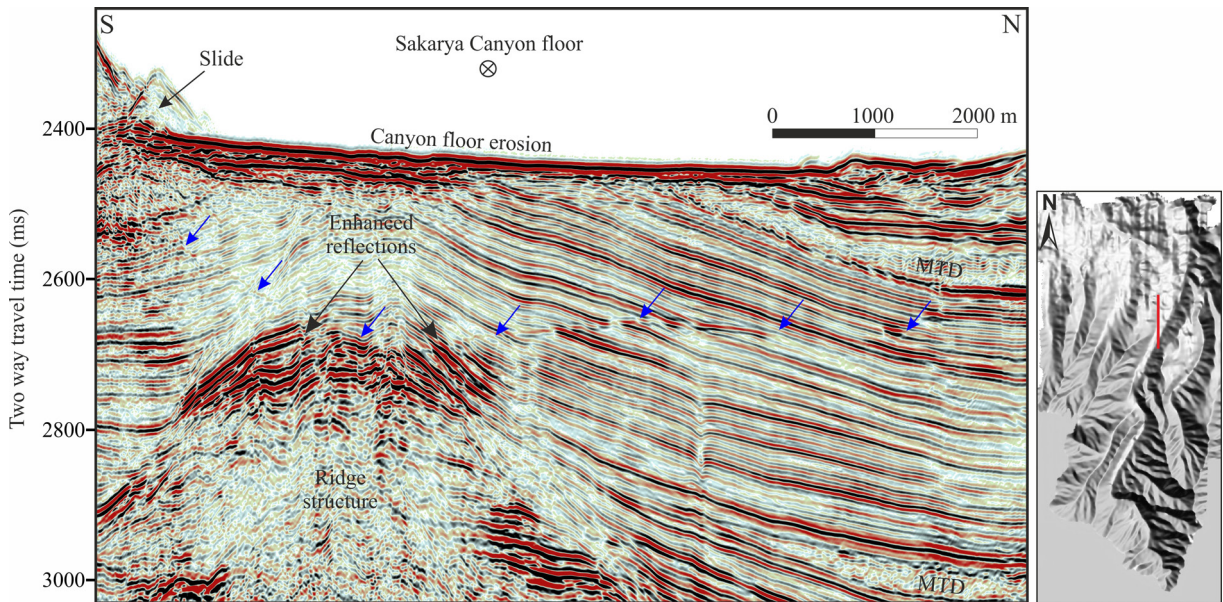 S
N
Sakarya Canyon floor
Slide
0 1000 2000 m
Canyon floor erosion
2400
Enhanced
reflections
MTD
2600
Two way travel time (ms)
2800
Ridge
structure
3000
MTD
N